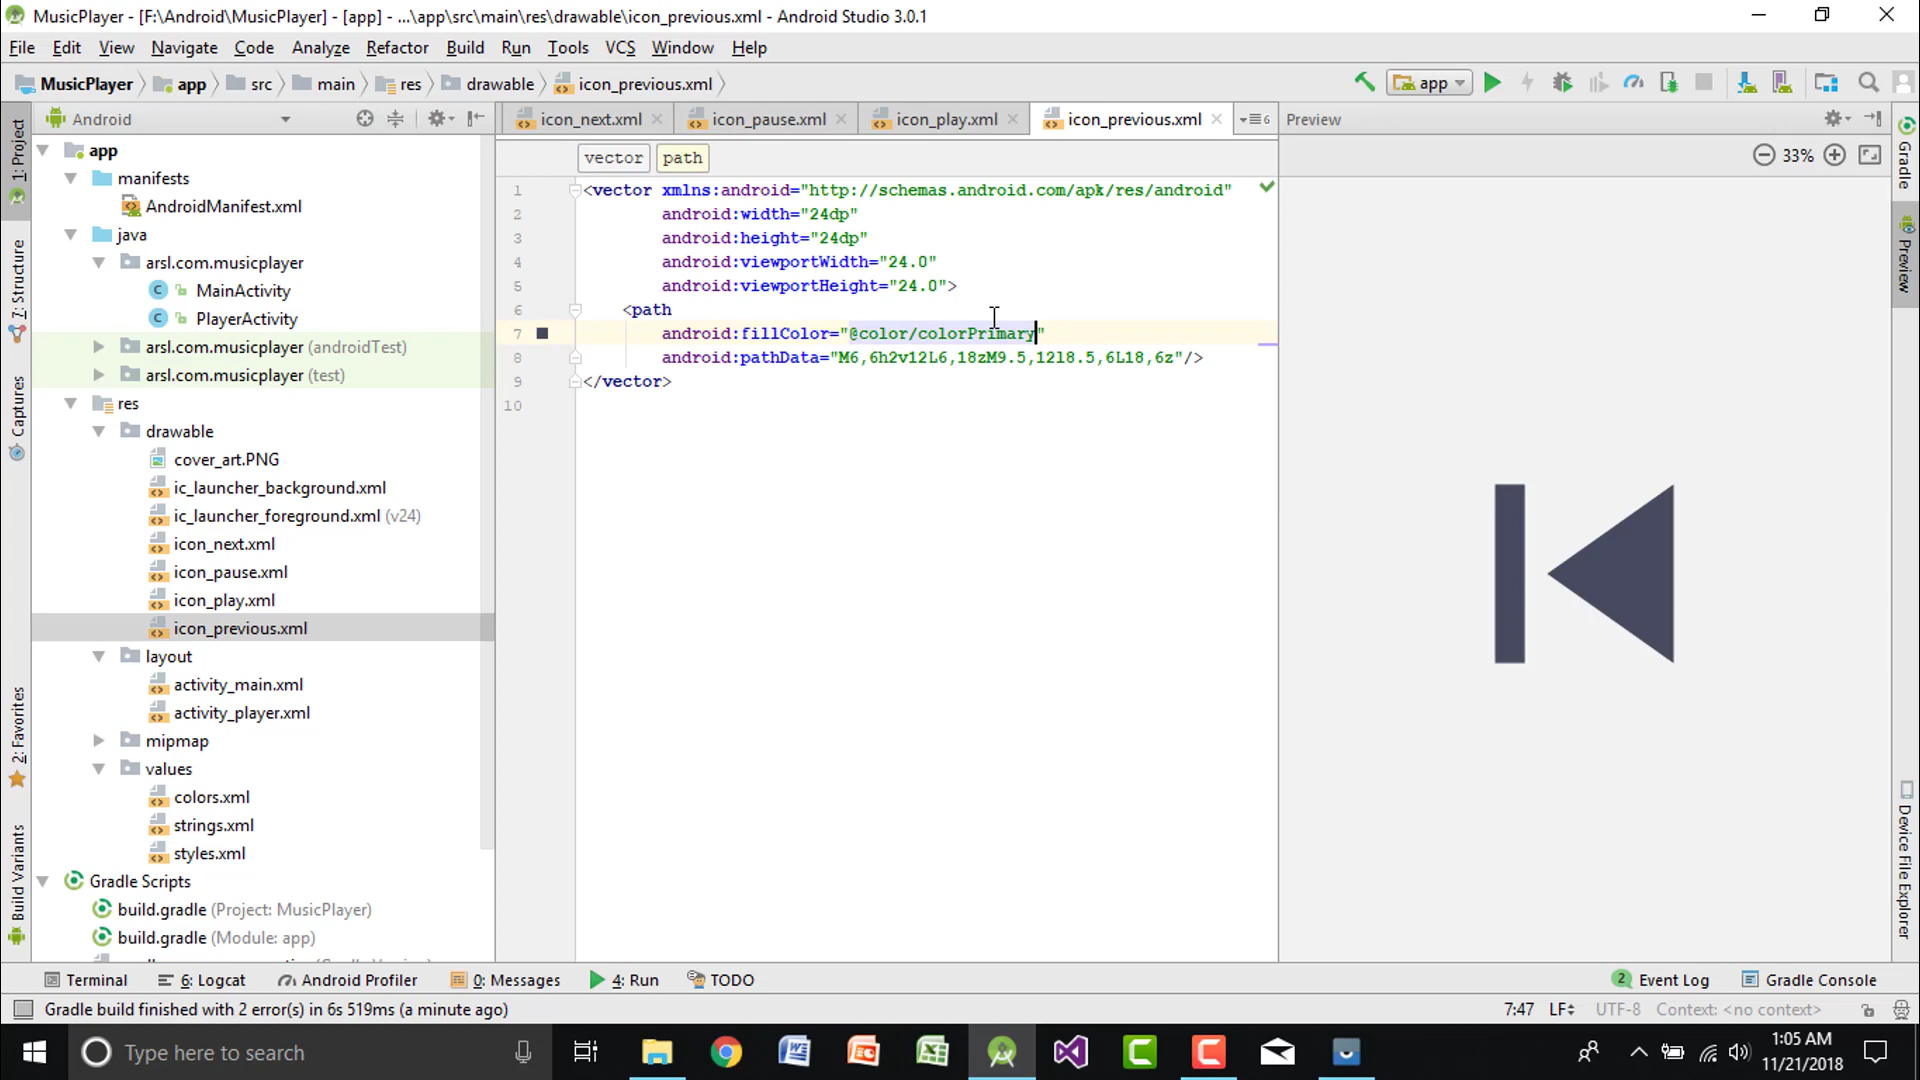 MusicPlayer - [F:\Android\MusicPlayer] - [app] - ...\app\src\main\res\drawable\icon_previous.xml - Android Studio 3.0.1
File Edit View Navigate Code Analyze Refactor Build Run Tools VCS Window Help
MusicPlayer app src main res drawable icon_previous.xml
app
Android
icon_next.xml icon_pause.xml icon_play.xml icon_previous.xml
6
Preview
33%
vector path
1: Project
7: Structure
Captures
2: Favorites
Build Variants
app
manifests
AndroidManifest.xml
java
arsl.com.musicplayer
MainActivity
PlayerActivity
arsl.com.musicplayer (androidTest)
arsl.com.musicplayer (test)
res
drawable
cover_art.PNG
ic_launcher_background.xml
ic_launcher_foreground.xml (v24)
icon_next.xml
icon_pause.xml
icon_play.xml
icon_previous.xml
layout
activity_main.xml
activity_player.xml
mipmap
values
colors.xml
strings.xml
styles.xml
Gradle Scripts
build.gradle (Project: MusicPlayer)
build.gradle (Module: app)
1 <vector xmlns:android="http://schemas.android.com/apk/res/android"
2 android:width="24dp"
3 android:height="24dp"
4 android:viewportWidth="24.0"
5 android:viewportHeight="24.0">
6 <path
7 android:fillColor="@color/colorPrimary"
8 android:pathData="M6,6h2v12L6,18zM9.5,12l8.5,6L18,6z"/>
9 </vector>
10
Gradle
Preview
Device File Explorer
Terminal 6: Logcat Android Profiler 0: Messages 4: Run TODO
2 Event Log Gradle Console
Gradle build finished with 2 error(s) in 6s 519ms (a minute ago)
7:47 LF UTF-8 Context: <no context>
Type here to search
1:05 AM
11/21/2018